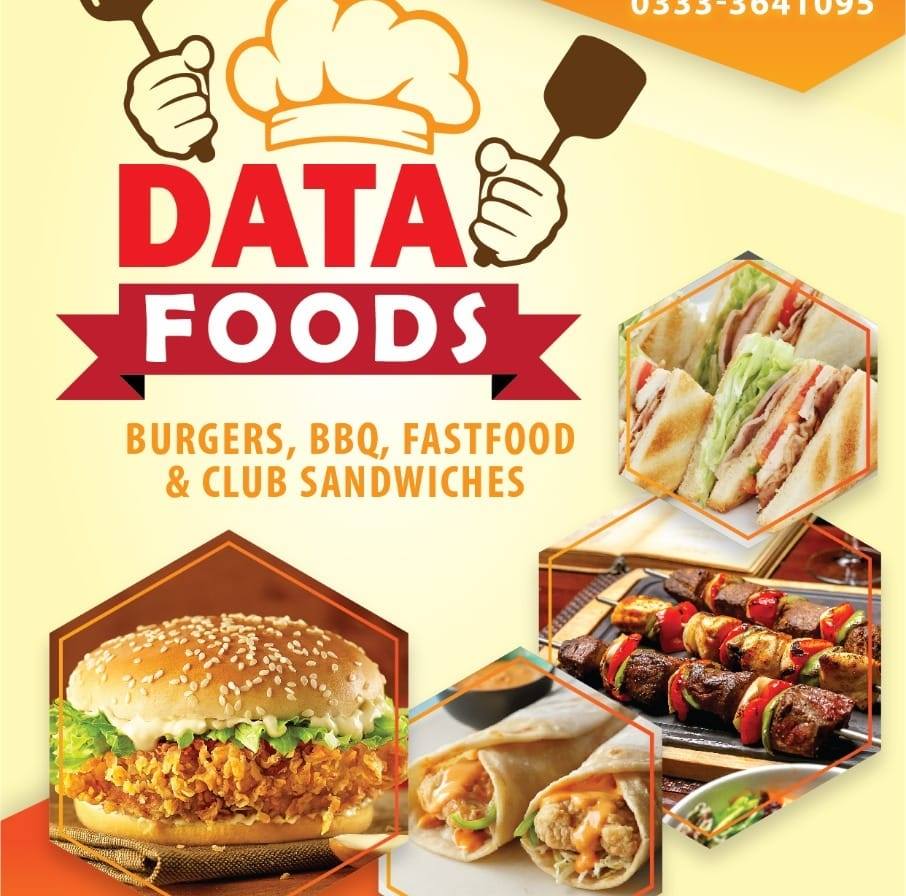 0333-3641095
DATA
FOODS
BURGERS, BBQ, FASTFOOD
& CLUB SANDWICHES